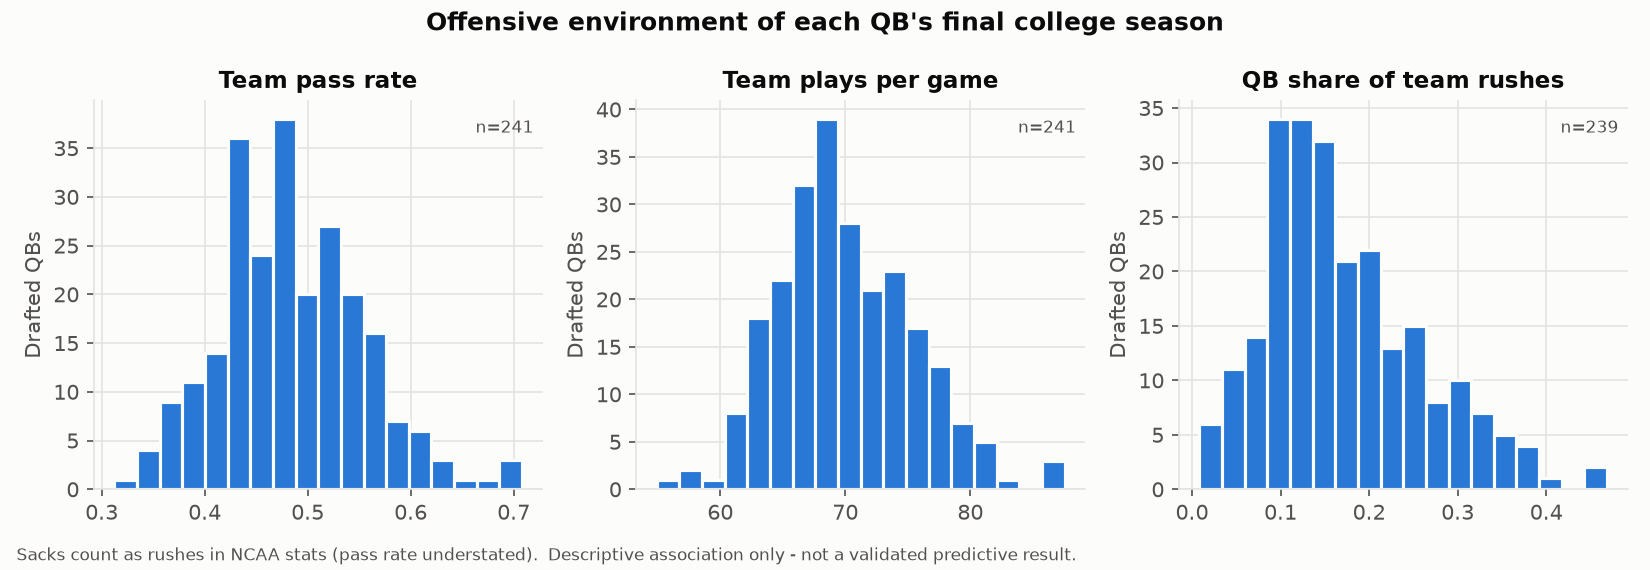 Offensive environment of each QB's final college season
Team pass rate
n=241
Drafted QBs
35
30
25
20
15
10
5
0
0.3 0.4 0.5 0.6 0.7
Team plays per game
n=241
Drafted QBs
40
35
30
25
20
15
10
5
0
60 70 80
QB share of team rushes
n=239
Drafted QBs
35
30
25
20
15
10
5
0
0.0 0.1 0.2 0.3 0.4
Sacks count as rushes in NCAA stats (pass rate understated).  Descriptive association only - not a validated predictive result.